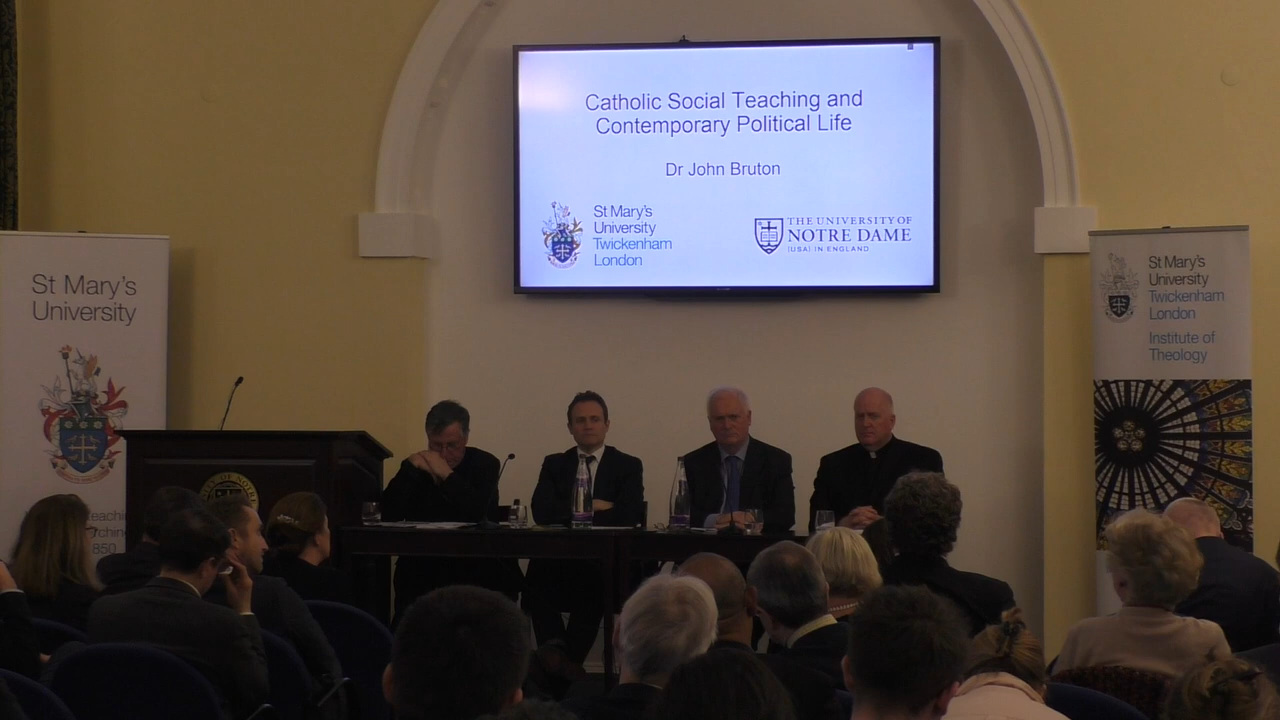 Catholic Social Teaching and
Contemporary Political Life
Dr John Bruton
St Mary's
University
Twickenham
London
THE UNIVERSITY OF
NOTRE DAME
(USA) IN ENGLAND
St Mary's
University
850
St Mary's
University
Twickenham
London
Institute of
Theology